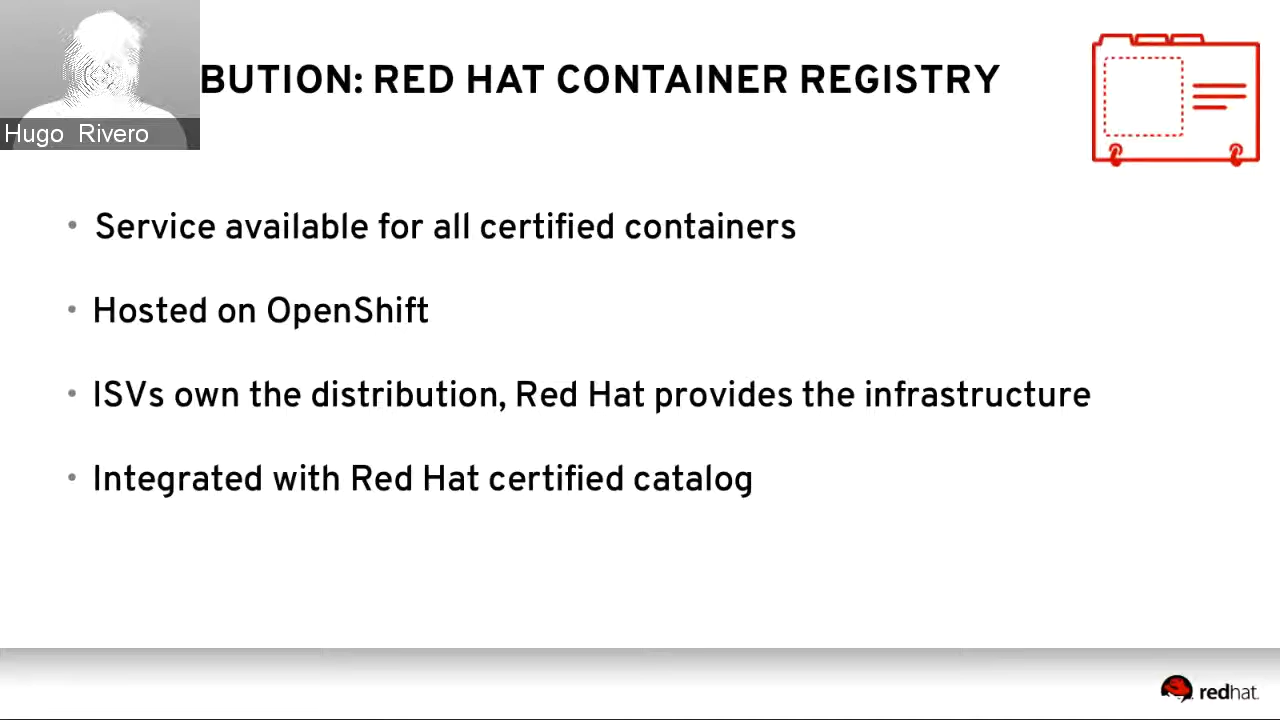 BUTION: RED HAT CONTAINER REGISTRY
Hugo Rivero
• Service available for all certified containers
• Hosted on OpenShift
• ISVs own the distribution, Red Hat provides the infrastructure
• Integrated with Red Hat certified catalog
redhat.